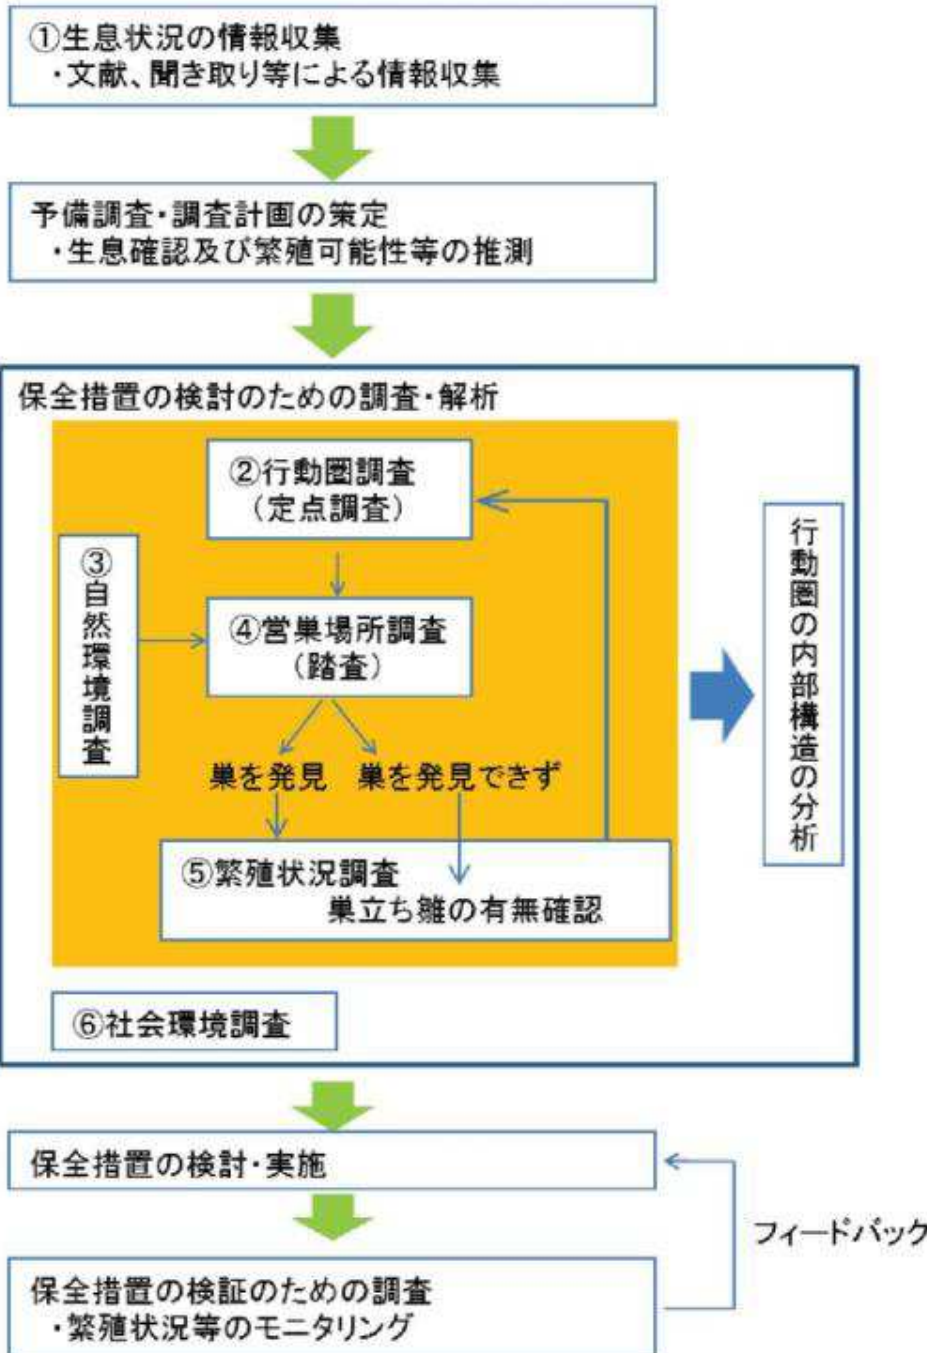 ①生息状況の情報収集
・文献、聞き取り等による情報収集
予備調査・調査計画の策定
・生息確認及び繁殖可能性等の推測
保全措置の検討のための調査・解析
②行動圏調査
（定点調査）
③自然環境調査
④営巣場所調査
（踏査）
巣を発見
巣を発見できず
⑤繁殖状況調査
巣立ち雛の有無確認
⑥社会環境調査
行動圏の内部構造の分析
保全措置の検討・実施
フィードバック
保全措置の検証のための調査
・繁殖状況等のモニタリング